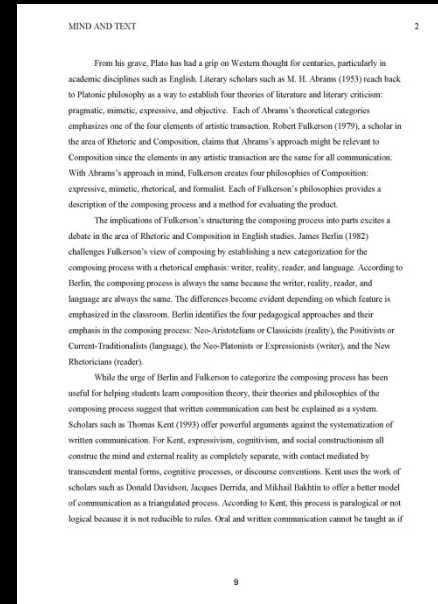 MIND AND TEXT 2
From his grave, Plato has had a grip on Western thought for centuries, particularly in
academic disciplines such as English. Literary scholars such as M. H. Abrams (1953) reach back
to Platonic philosophy as a way to establish four theories of literature and literary criticism:
pragmatic, mimetic, expressive, and objective. Each of Abrams's theoretical categories
emphasizes one of the four elements of artistic transaction. Robert Fulkerson (1979), a scholar in
the area of Rhetoric and Composition, claims that Abrams's approach might be relevant to
Composition since the elements in any artistic transaction are the same for all communication.
With Abrams's approach in mind, Fulkerson creates four philosophies of Composition:
expressive, mimetic, rhetorical, and formalist. Each of Fulkerson's philosophies provides a
description of the composing process and a method for evaluating the product.
The implications of Fulkerson's structuring the composing process into parts excites a
debate in the area of Rhetoric and Composition in English studies. James Berlin (1982)
challenges Fulkerson's view of composing by establishing a new categorization for the
composing process with a rhetorical emphasis: writer, reality, reader, and language. According to
Berlin, the composing process is always the same because the writer, reality, reader, and
language are always the same. The differences become evident depending on which feature is
emphasized in the classroom. Berlin identifies the four pedagogical approaches and their
emphasis in the composing process: Neo-Aristotelians or Classicists (reality), the Positivists or
Current-Traditionalists (language), the Neo-Platonists or Expressionists (writer), and the New
Rhetoricians (reader).
While the urge of Berlin and Fulkerson to categorize the composing process has been
useful for helping students learn composition theory, their theories and philosophies of the
composing process suggest that written communication can best be explained as a system.
Scholars such as Thomas Kent (1993) offer powerful arguments against the systematization of
written communication. For Kent, expressivism, cognitivism, and social constructionism all
construe the mind and external reality as completely separate, with contact mediated by
transcendent mental forms, cognitive processes, or discourse conventions. Kent uses the work of
scholars such as Donald Davidson, Jacques Derrida, and Mikhail Bakhtin to offer a better model
of communication as a triangulated process. According to Kent, this process is paralogical or not
logical because it is not reducible to rules. Oral and written communication cannot be taught as if
9